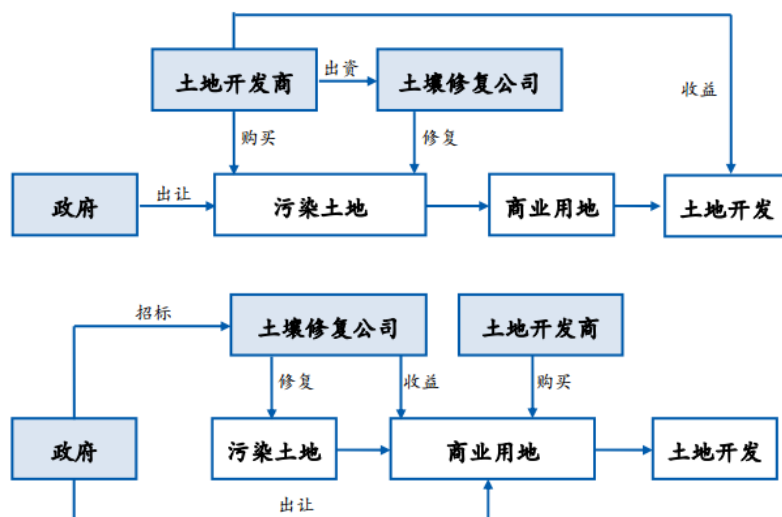 土地开发商
出资
土壤修复公司
收益
购买
修复
政府
出让
污染土地
商业用地
土地开发
招标
土壤修复公司
土地开发商
修复
收益
购买
政府
污染土地
商业用地
土地开发
出让